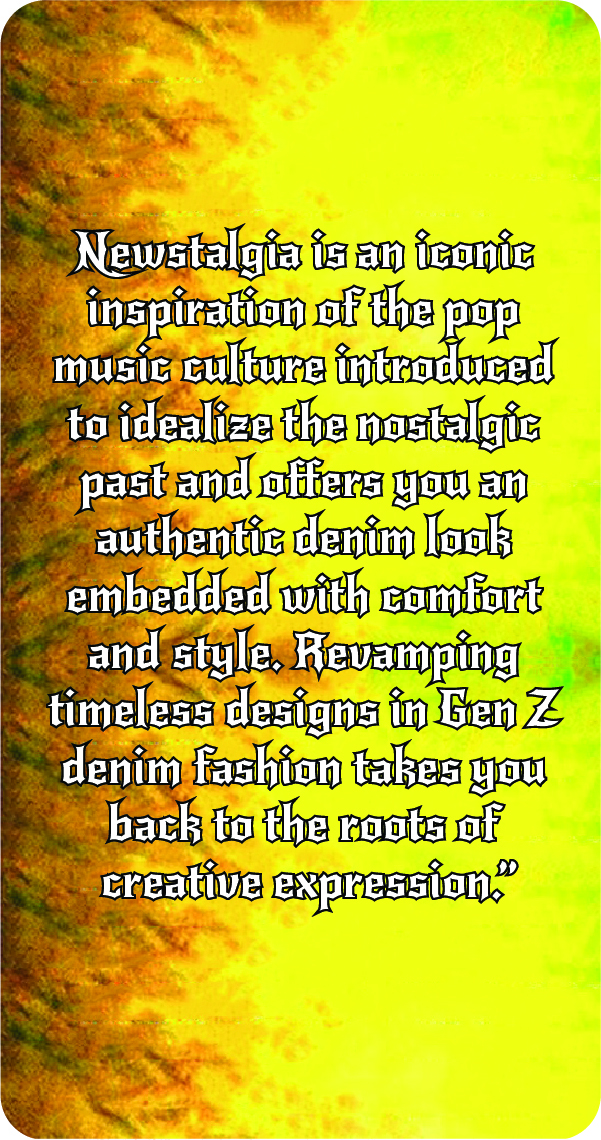 Newstalgia is an iconic
inspiration of the pop
music culture introduced
to idealize the nostalgic
past and offers you an
authentic denim look
embedded with comfort
and style. Revamping
timeless designs in Gen Z
denim fashion takes you
back to the roots of
creative expression.”